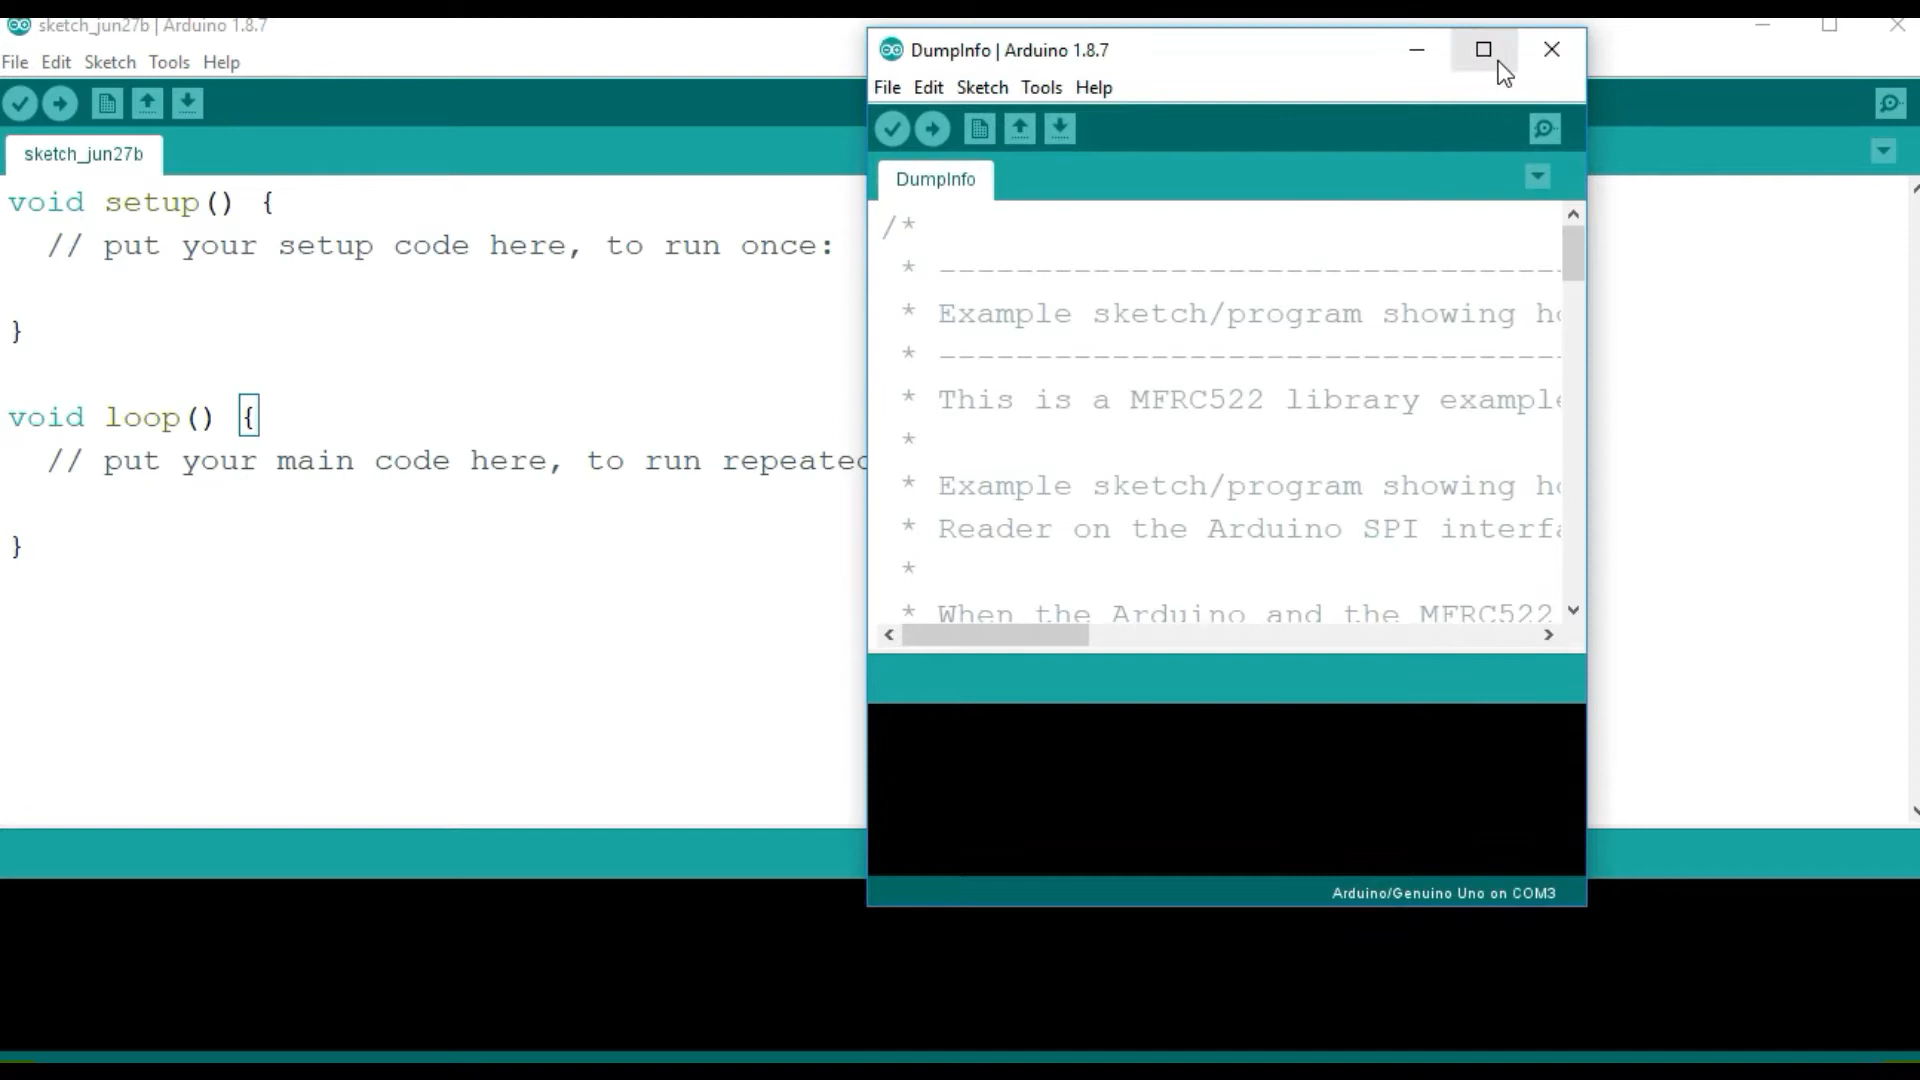 sketch_jun27b | Arduino 1.8.7
File Edit Sketch Tools Help
sketch_jun27b
void setup() {
// put your setup code here, to run once:
}
void loop() {
// put your main code here, to run
}
DumpInfo | Arduino 1.8.7
File Edit Sketch Tools Help
DumpInfo
/*
* ---------------------------------
* Example sketch/program showing
* ---------------------------------
* This is a MFRC522 library
*
* Example sketch/program showing
* Reader on the Arduino SPI
*
* When the Arduino and the MFRC522
Arduino/Genuino Uno on COM3